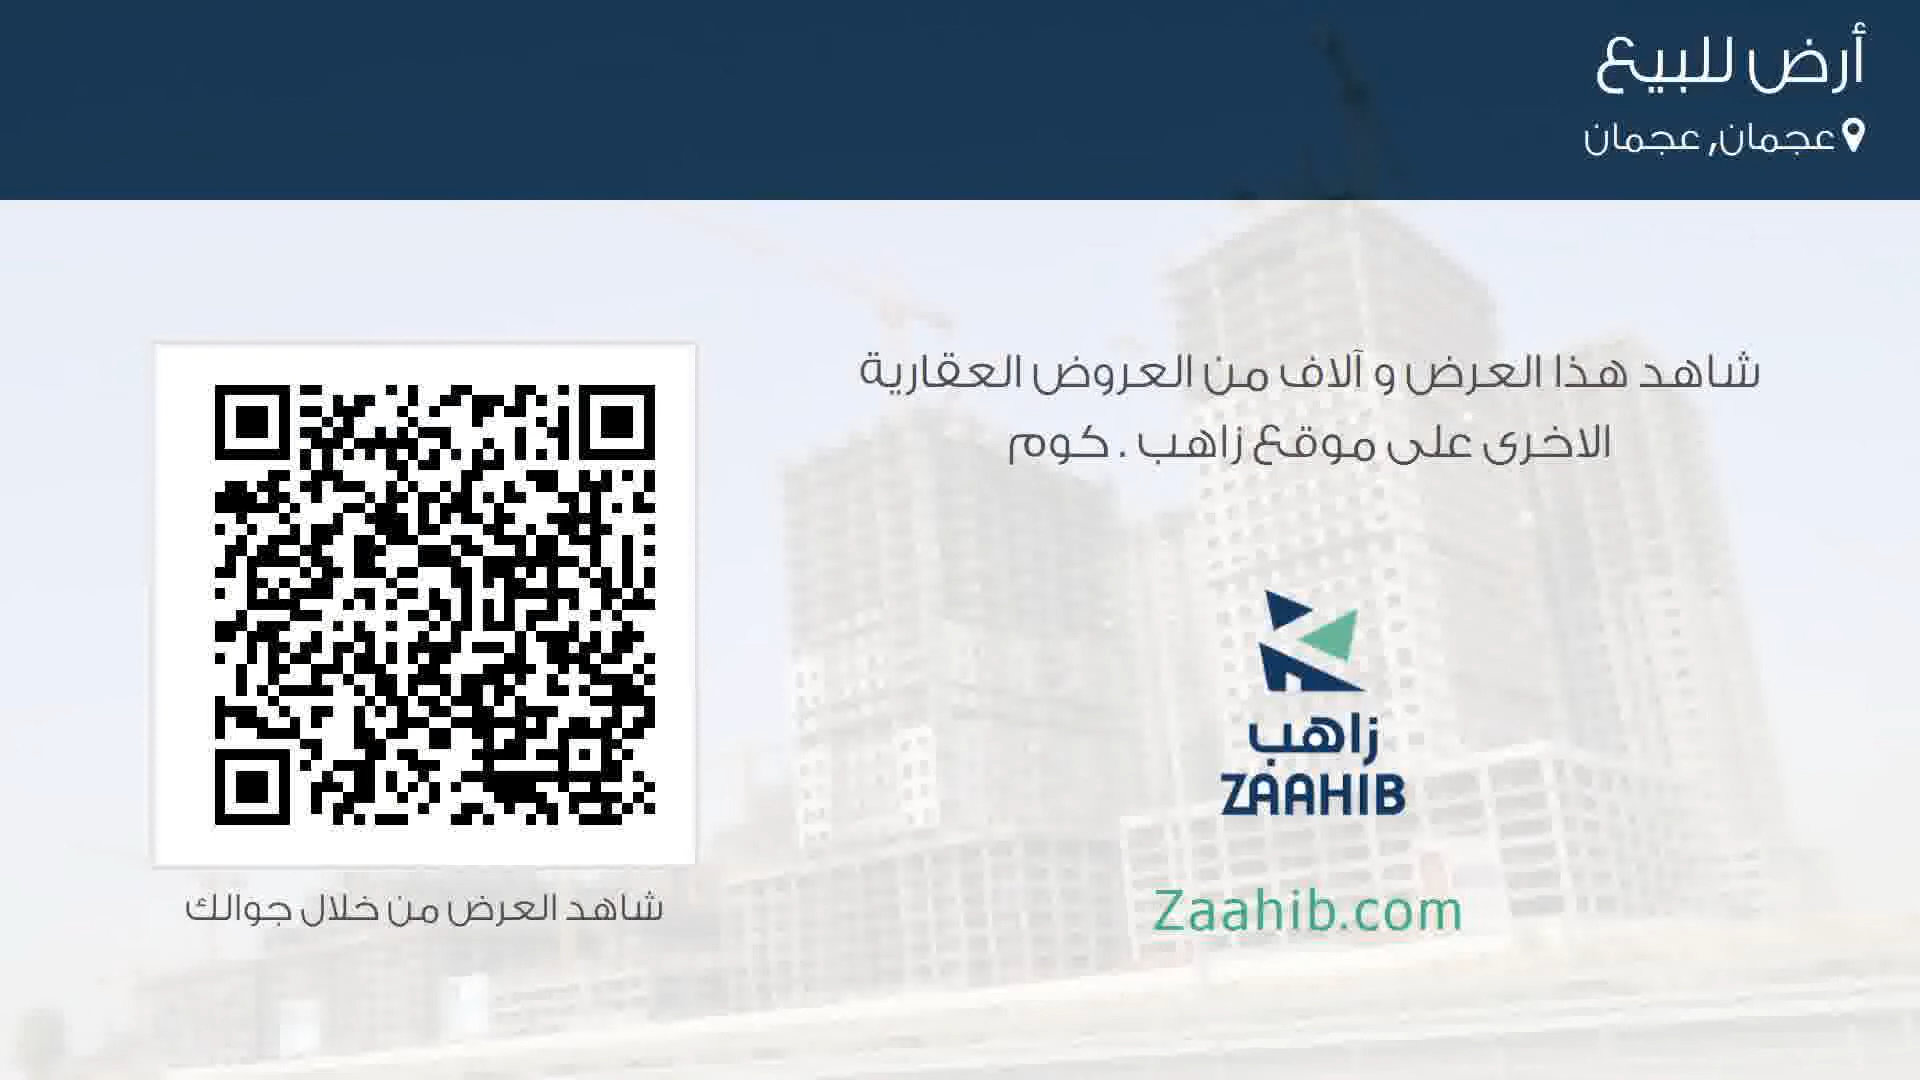 أرض للبيع
عجمان, عجمان
شاهد هذا العرض و آلاف من العروض العقارية
الاخرى على موقع زاهب . كوم
زاهب
ZAAHIB
Zaahib.com
شاهد العرض من خلال جوالك